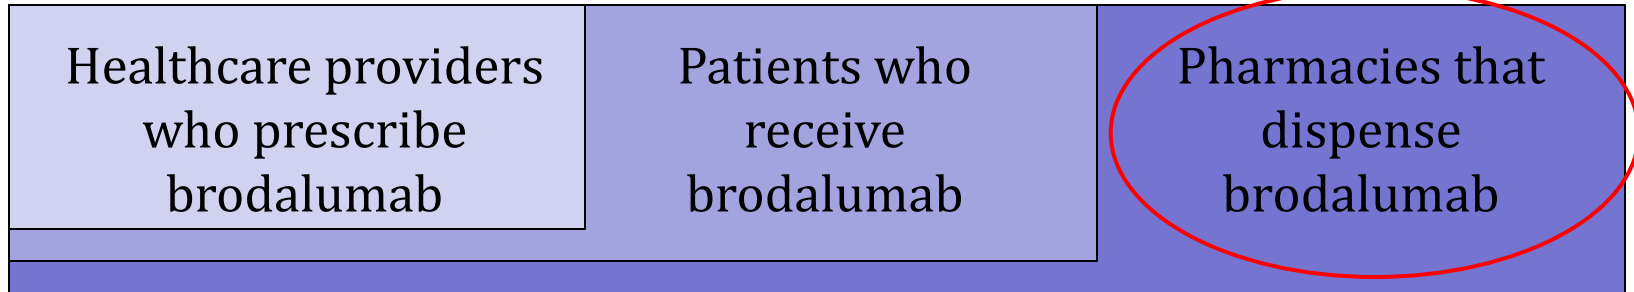 Healthcare providers
who prescribe
brodalumab
Patients who
receive
brodalumab
Pharmacies that
dispense
brodalumab